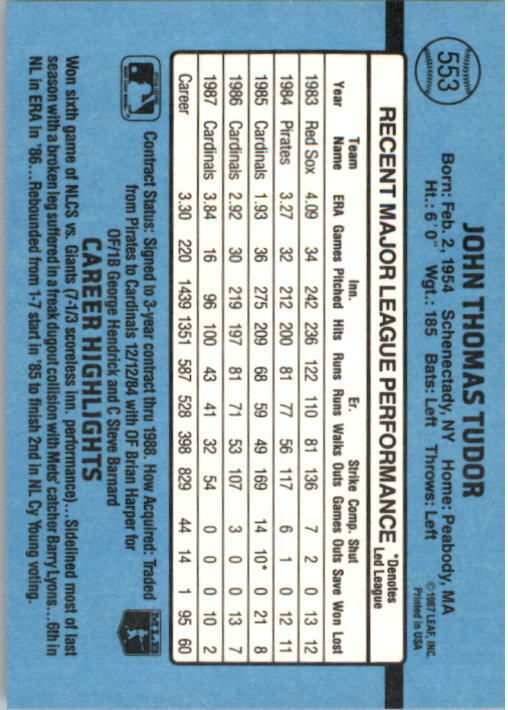 553
JOHN THOMAS TUDOR
Born: Feb. 2, 1954 Schenectady, NY Home: Peabody, MA
Ht.: 6' 0" Wgt.: 185 Bats: Left Throws: Left
© 1987 LEAF, INC.
Printed in USA
RECENT MAJOR LEAGUE PERFORMANCE *Denotes Led League
Year Team Name ERA Games Inn. Pitched Hits Runs Er. Runs Walks Strike Outs Comp. Games Shut Outs Save Won Lost
1983 Red Sox 4.09 34 242 236 122 110 81 136 7 2 0 13 12
1984 Pirates 3.27 32 212 200 81 77 56 117 6 1 0 12 11
1985 Cardinals 1.93 36 275 209 68 59 49 169 14 10* 0 21 8
1986 Cardinals 2.92 30 219 197 81 71 53 107 3 0 0 13 7
1987 Cardinals 3.84 16 96 100 43 41 32 54 0 0 0 10 2
Career 3.30 220 1439 1351 587 528 398 829 44 14 1 95 60
Contract Status: Signed to 3-year contract thru 1988. How Acquired: Traded
from Pirates to Cardinals 12/12/84 with OF Brian Harper for
OF/1B George Hendrick and C Steve Barnard
MLB
CAREER HIGHLIGHTS
Won sixth game of NLCS vs. Giants (7-1/3 scoreless inn. performance)...Sidelined most of last
season with a broken leg suffered in a freak dugout collision with Mets' catcher Barry Lyons...6th in
NL in ERA in '86...Rebounded from 1-7 start in '85 to finish 2nd in NL Cy Young voting.